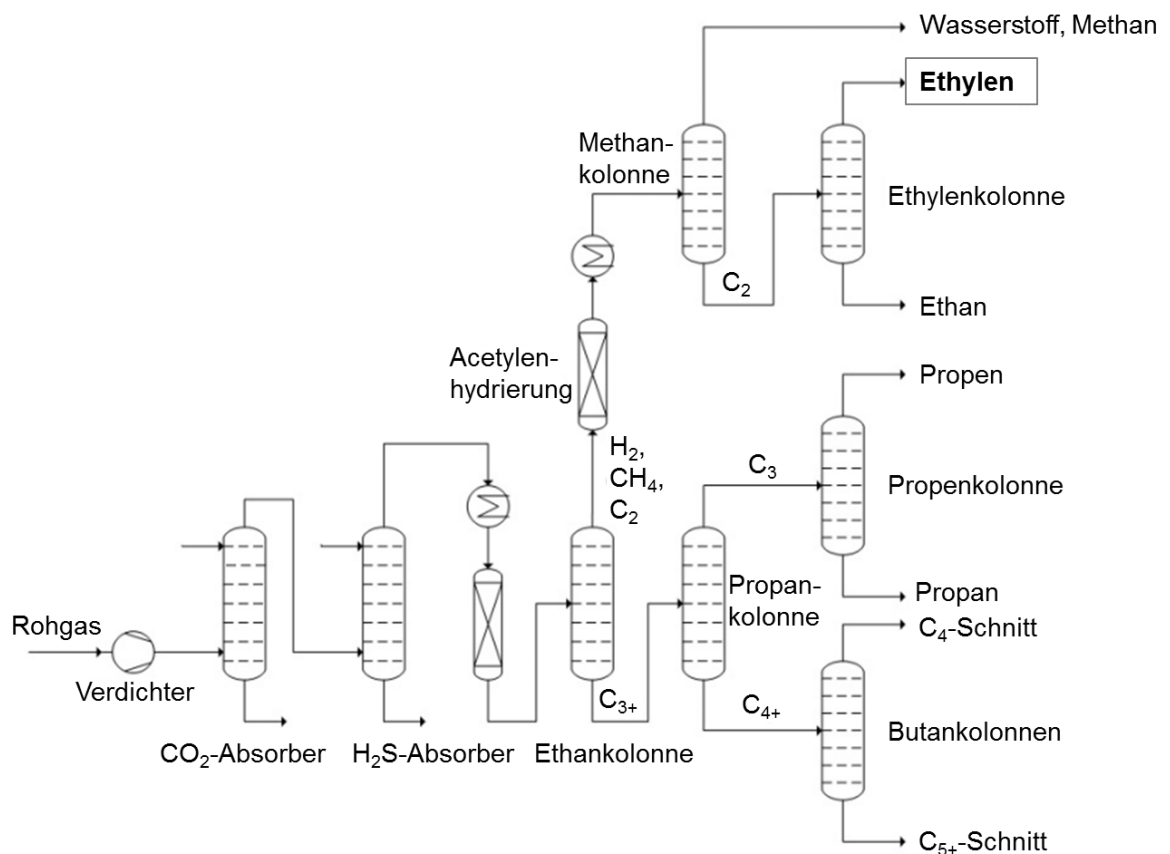 Wasserstoff, Methan
Ethylen
Methan-
kolonne
Ethylenkolonne
C₂
Ethan
Acetylen-
hydrierung
Propen
H₂,
CH₄,
C₂
C₃
Propenkolonne
Propan-
kolonne
Propan
Rohgas
C₄-Schnitt
Verdichter
C₃₊
C₄₊
Butankolonnen
CO₂-Absorber
H₂S-Absorber
Ethankolonne
C₅₊-Schnitt